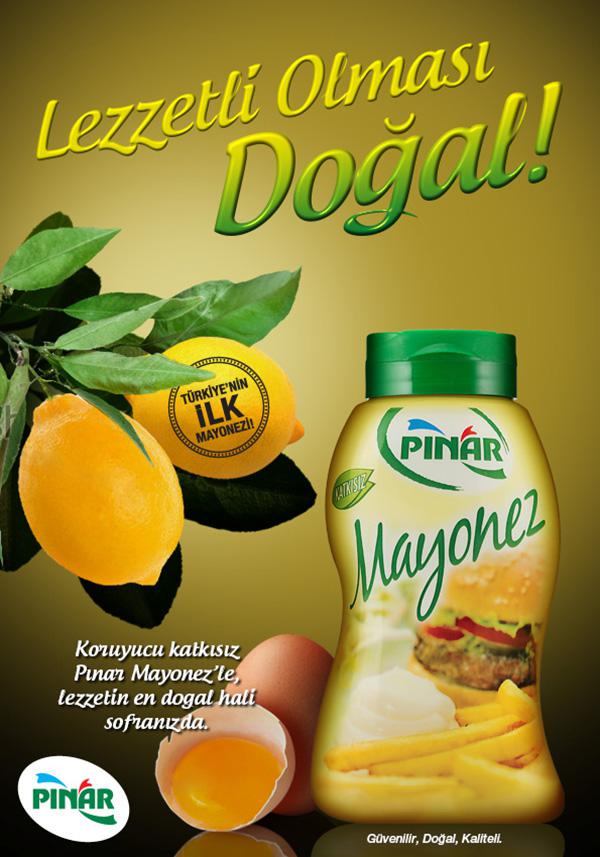 Lezzetli Olması
Doğal!
TÜRKİYE'NİN
İLK
MAYONEZİ!
PINAR
KATKISIZ
Mayonez
Koruyucu katkısız
Pınar Mayonez'le,
lezzetin en dogal hali
sofranızda.
PINAR
Güvenilir, Doğal, Kaliteli.